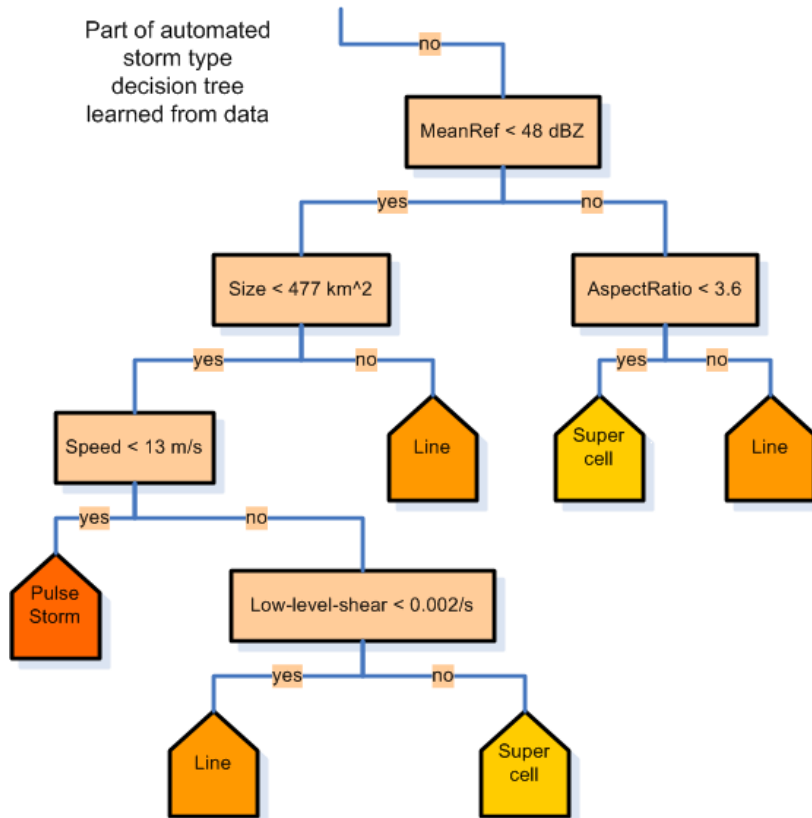 Part of automated
storm type
decision tree
learned from data
no
MeanRef < 48 dBZ
yes
no
Size < 477 km^2
AspectRatio < 3.6
yes
no
yes
no
Speed < 13 m/s
Line
Super
cell
Line
yes
no
Pulse
Storm
Low-level-shear < 0.002/s
yes
no
Line
Super
cell